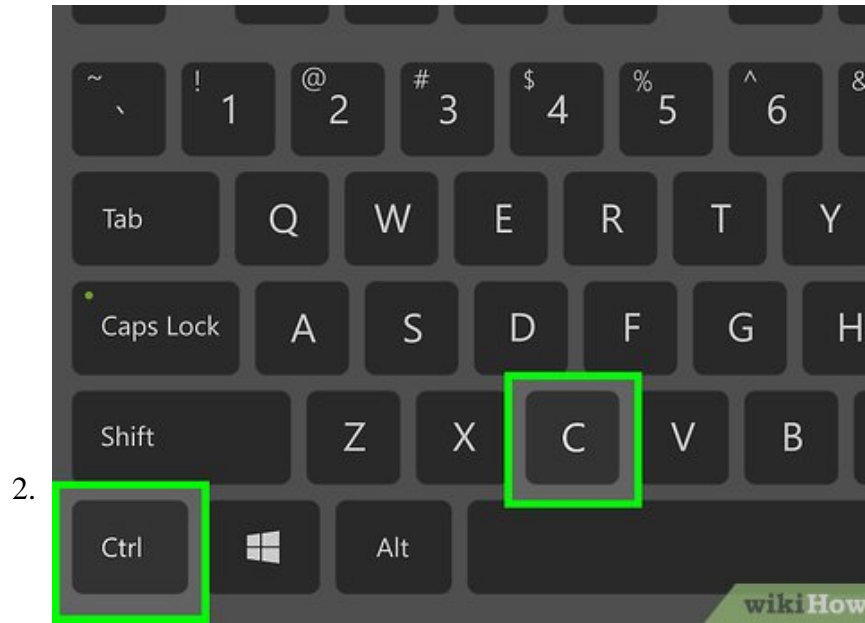 ~ ` ! 1 @ 2 # 3 $ 4 % 5 ^ 6 &
Tab Q W E R T Y
Caps Lock A S D F G H
Shift Z X C V B
2.
Ctrl Alt
wikiHow